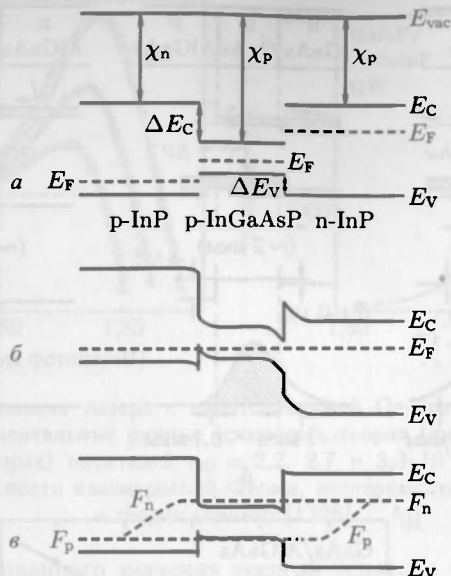 E_vac
χ_n χ_p χ_p
E_C
ΔE_C
E_F
E_F
а E_F ΔE_V E_V
p-InP p-InGaAsP n-InP
E_C
б E_F
E_V
E_C
F_n F_n
в F_p F_p
E_V